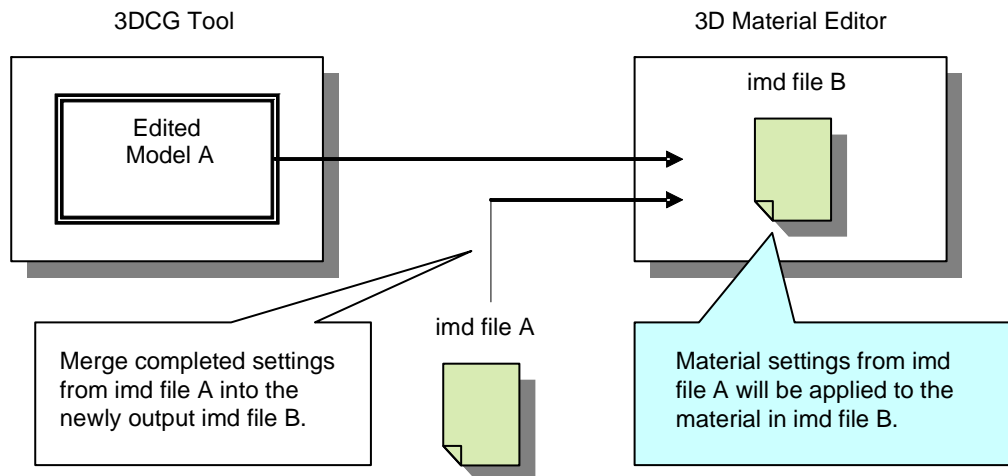 3DCG Tool
3D Material Editor
Edited
Model A
imd file B
imd file A
Merge completed settings
from imd file A into the
newly output imd file B.
Material settings from imd
file A will be applied to the
material in imd file B.